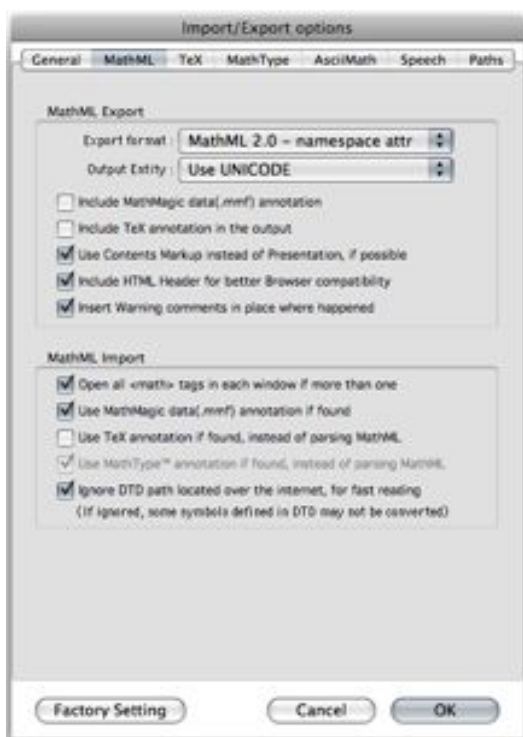 Import/Export options
General MathML TeX MathType AsciiMath Speech Paths
MathML Export
Export format : MathML 2.0 - namespace attr
Output Entity : Use UNICODE
Include MathMagic data(.mmf) annotation
Include TeX annotation in the output
Use Contents Markup instead of Presentation, if possible
Include HTML Header for better Browser compatibility
Insert Warning comments in place where happened
MathML Import
Open all <math> tags in each window if more than one
Use MathMagic data(.mmf) annotation if found
Use TeX annotation if found, instead of parsing MathML
Use MathType™ annotation if found, instead of parsing MathML
Ignore DTD path located over the internet, for fast reading
(If ignored, some symbols defined in DTD may not be converted)
Factory Setting Cancel OK